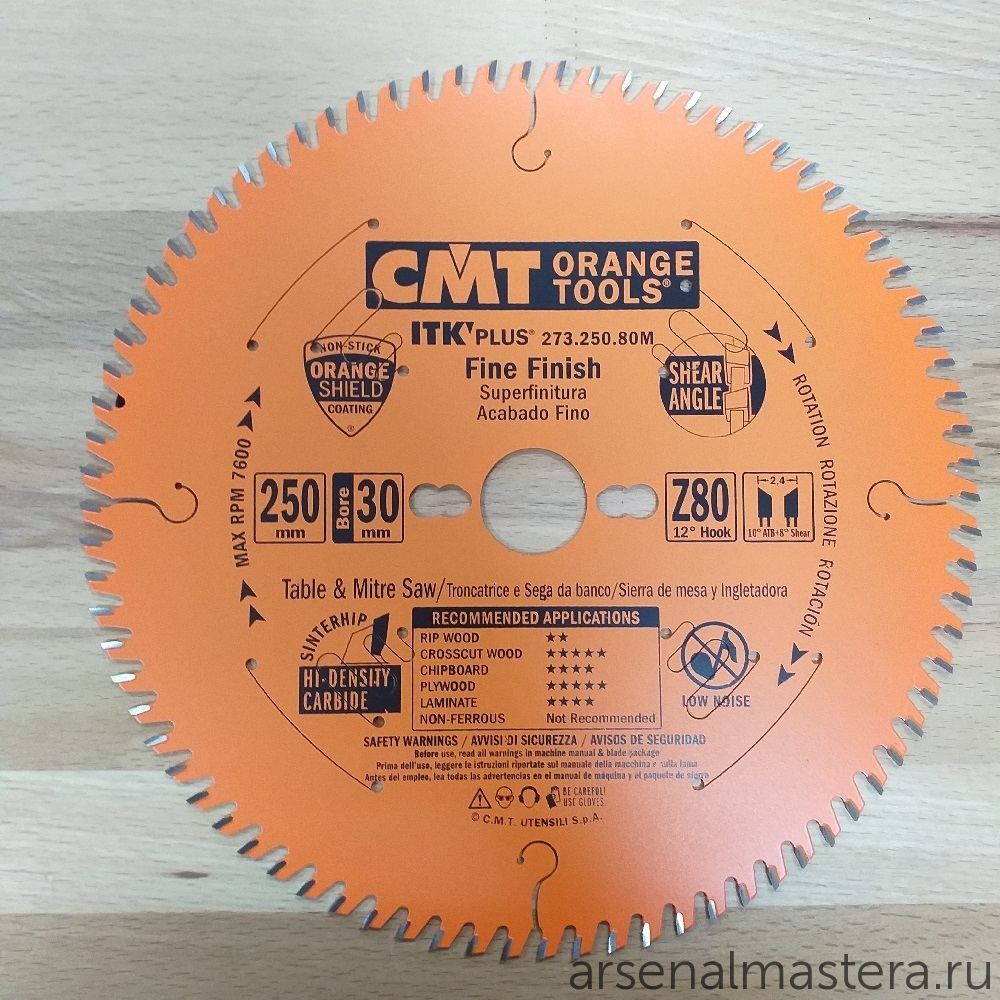 CMT ORANGE
TOOLS®
ITK' PLUS® 273.250.80M
Fine Finish
Superfinitura
Acabado Fino
NON-STICK
ORANGE
SHIELD
COATING
SHEAR
ANGLE
MAX RPM 7600
ROTATION ROTAZIONE ROTACIÓN
250
mm
Bore
30
mm
Z80
12° Hook
2,4
10° ATB+8° Shear
Table & Mitre Saw/Troncatrice e Sega da banco/Sierra de mesa y Ingletadora
SINTERHIP
HI-DENSITY
CARBIDE
RECOMMENDED APPLICATIONS
RIP WOOD ★★
CROSSCUT WOOD ★★★★★
CHIPBOARD ★★★★
PLYWOOD ★★★★★
LAMINATE ★★★★
NON-FERROUS Not Recommended
LOW NOISE
SAFETY WARNINGS / AVVISI DI SICUREZZA / AVISOS DE SEGURIDAD
Before use, read all warnings in machine manual & blade package
Prima dell'uso, leggere le istruzioni riportate sul manuale della macchina e sulla lama
Antes del empleo, lea todas las advertencias en el manual de máquina y el paquete de sierra
BE CAREFUL!
USE GLOVES.
© C.M.T. UTENSILI S.p.A.
arsenalmastera.ru